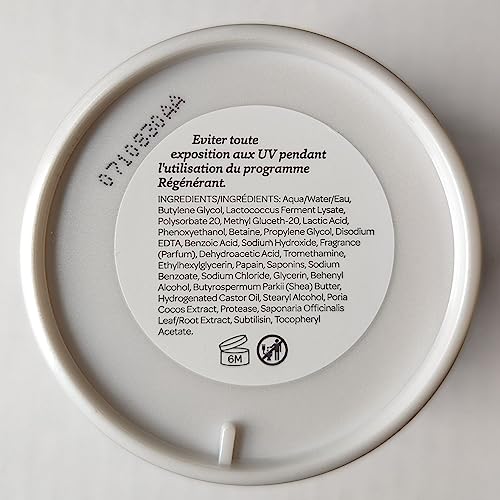 0710830AA
Eviter toute
exposition aux UV pendant
l'utilisation du programme
Régénérant.
INGREDIENTS/INGRÉDIENTS: Aqua/Water/Eau,
Butylene Glycol, Lactococcus Ferment Lysate,
Polysorbate 20, Methyl Gluceth-20, Lactic Acid,
Phenoxyethanol, Betaine, Propylene Glycol, Disodium
EDTA, Benzoic Acid, Sodium Hydroxide, Fragrance
(Parfum), Dehydroacetic Acid, Tromethamine,
Ethylhexylglycerin, Papain, Saponins, Sodium
Benzoate, Sodium Chloride, Glycerin, Behenyl
Alcohol, Butyrospermum Parkii (Shea) Butter,
Hydrogenated Castor Oil, Stearyl Alcohol, Poria
Cocos Extract, Protease, Saponaria Officinalis
Leaf/Root Extract, Subtilisin, Tocopheryl
Acetate.
6M